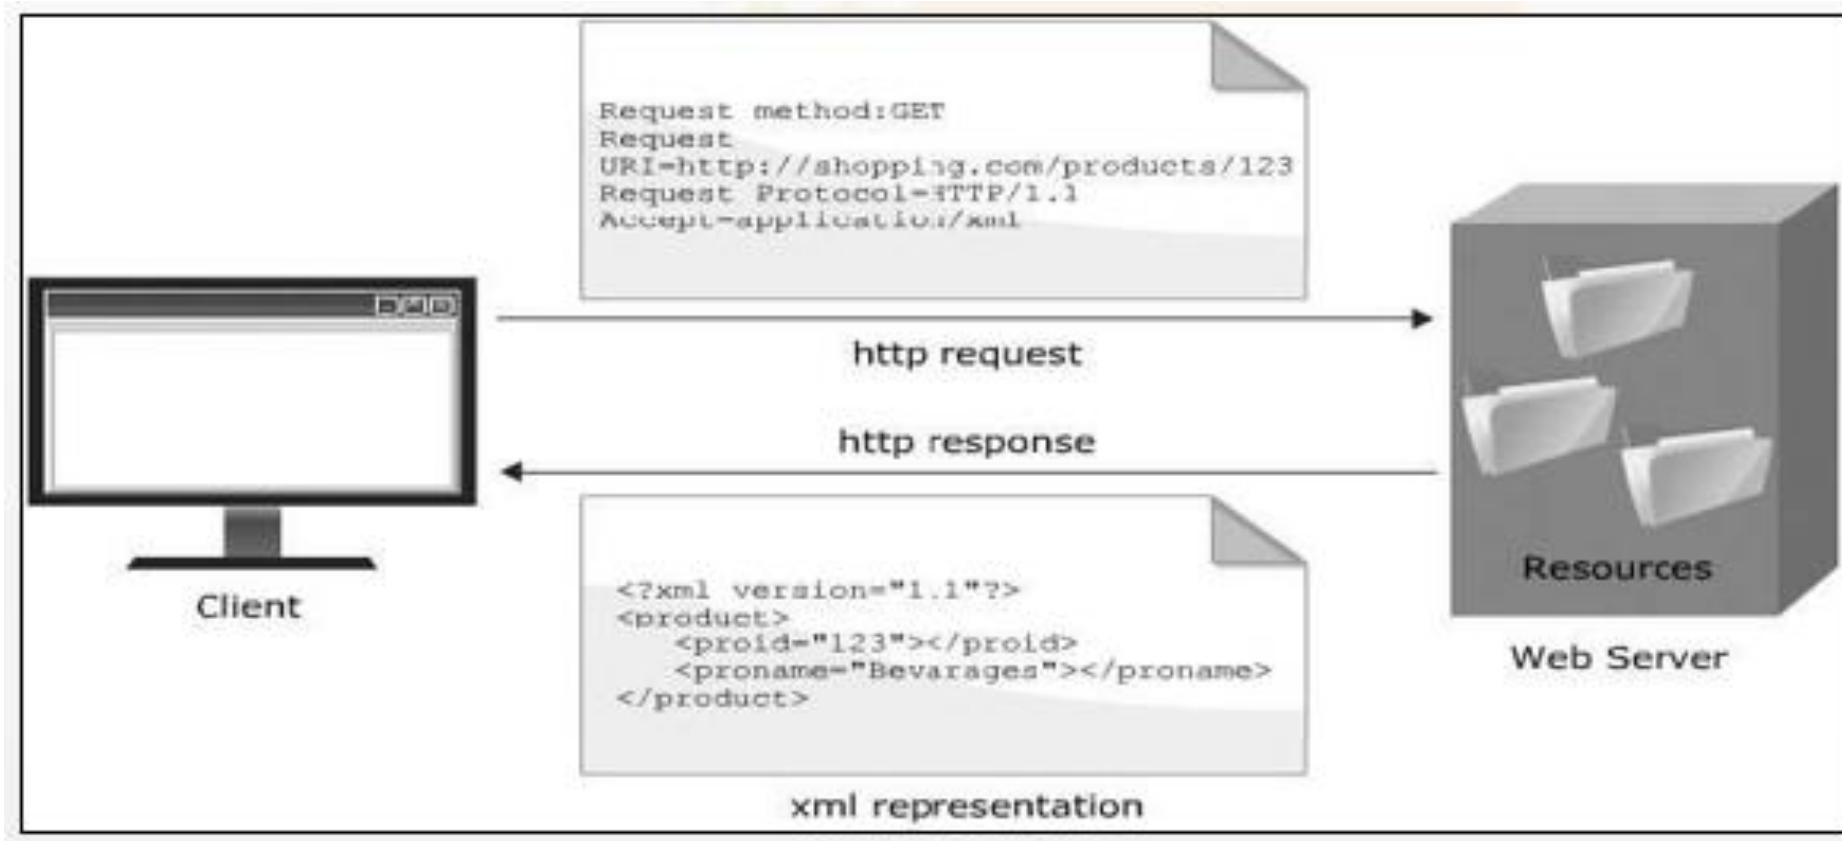 Request method:GET
Request
URI=http://shopping.com/products/123
Request Protocol=HTTP/1.1
Accept=application/xml
http request
http response
Client
<?xml version="1.1"?>
<product>
<proid="123"></proid>
<proname="Bevarages"></proname>
</product>
xml representation
Resources
Web Server